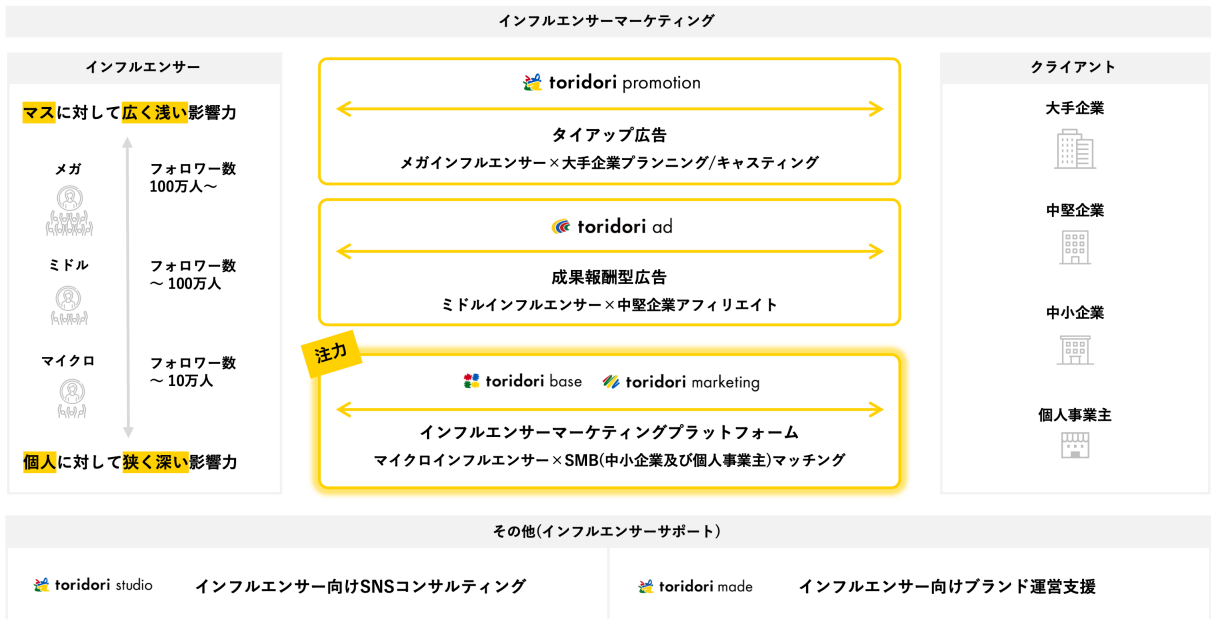 インフルエンサーマーケティング
インフルエンサー
マスに対して広く浅い影響力
メガ
フォロワー数
100万人〜
ミドル
フォロワー数
〜 100万人
マイクロ
フォロワー数
〜 10万人
個人に対して狭く深い影響力
toridori promotion
タイアップ広告
メガインフルエンサー×大手企業プランニング/キャスティング
toridori ad
成果報酬型広告
ミドルインフルエンサー×中堅企業アフィリエイト
注力
toridori base toridori marketing
インフルエンサーマーケティングプラットフォーム
マイクロインフルエンサー×SMB(中小企業及び個人事業主)マッチング
クライアント
大手企業
中堅企業
中小企業
個人事業主
その他(インフルエンサーサポート)
toridori studio インフルエンサー向けSNSコンサルティング
toridori made インフルエンサー向けブランド運営支援